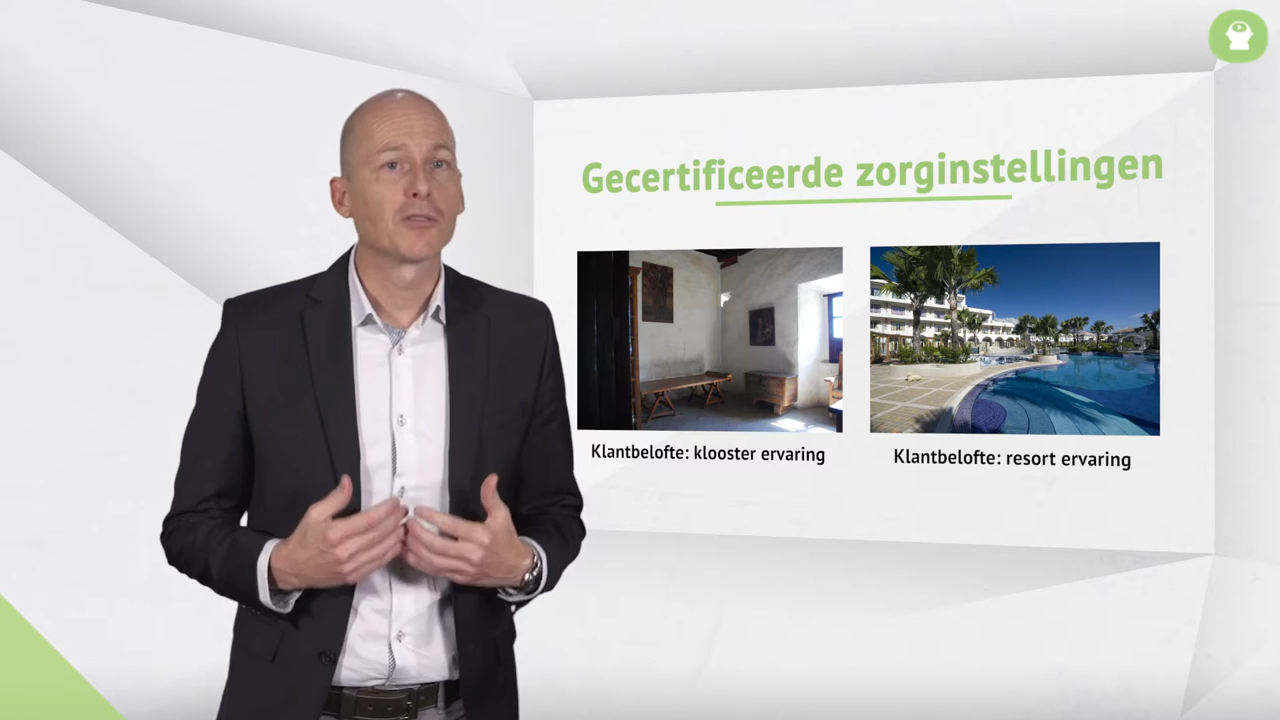 Gecertificeerde zorginstellingen
Klantbelofte: klooster ervaring
Klantbelofte: resort ervaring